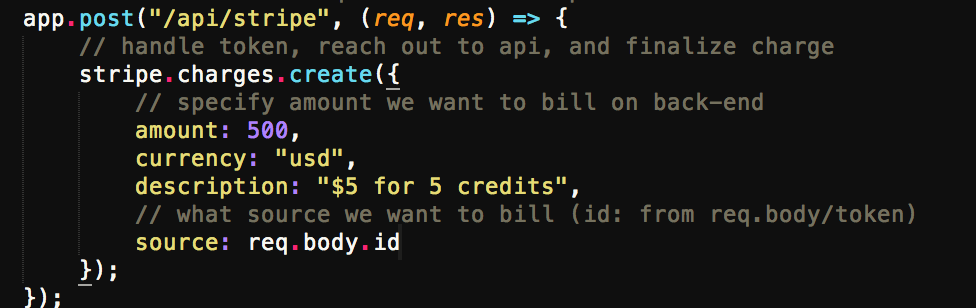 app.post("/api/stripe", (req, res) => {
    // handle token, reach out to api, and finalize charge
    stripe.charges.create({
        // specify amount we want to bill on back-end
        amount: 500,
        currency: "usd",
        description: "$5 for 5 credits",
        // what source we want to bill (id: from req.body/token)
        source: req.body.id
    });
});